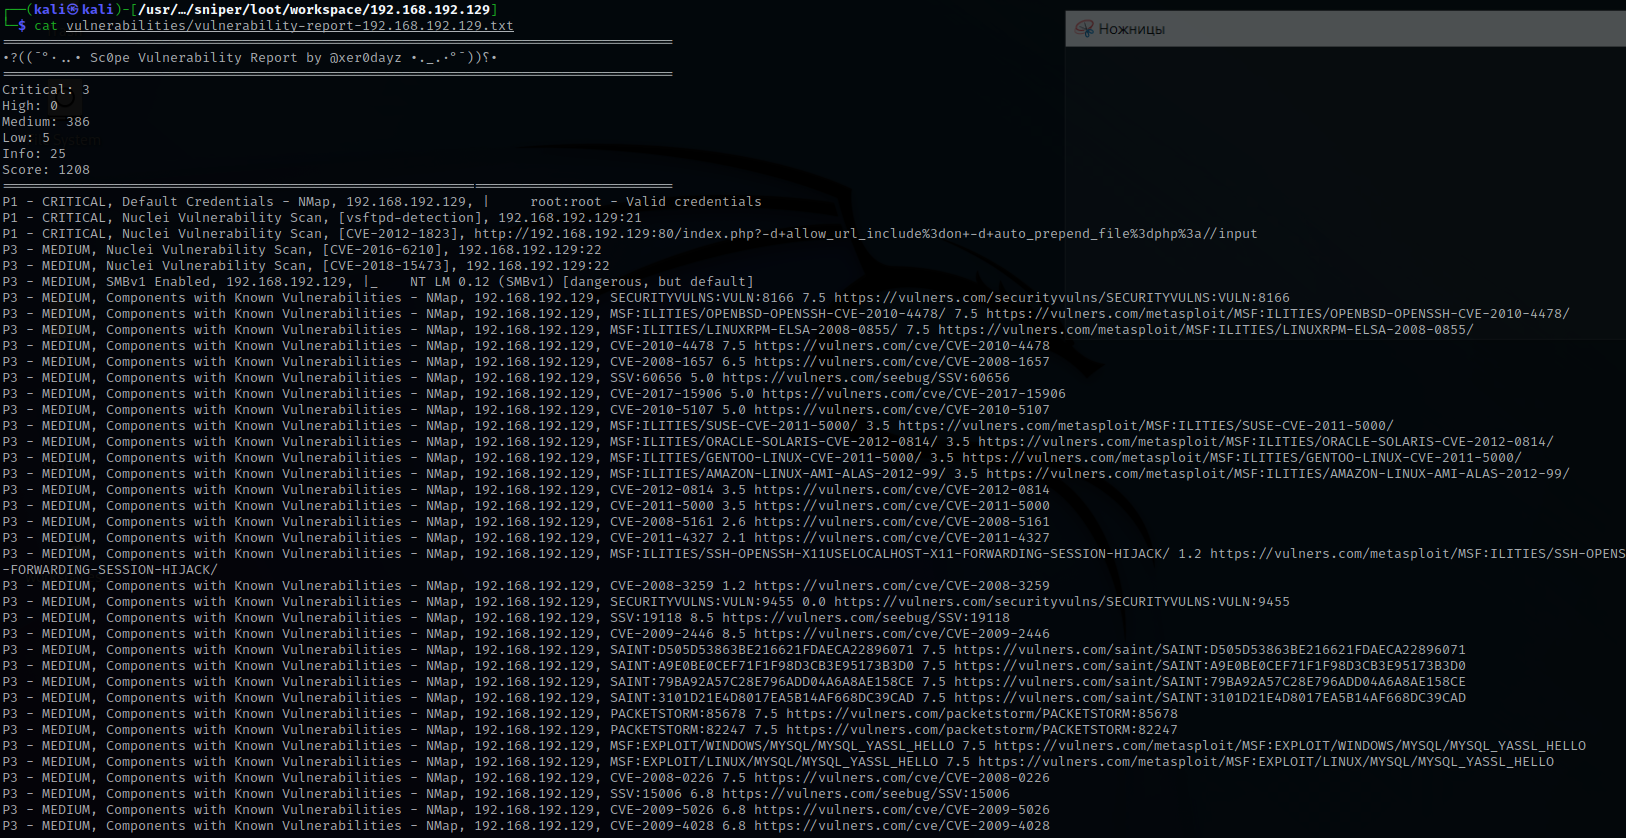 ┌──(kali㉿kali)-[/usr/…/sniper/loot/workspace/192.168.192.129]
└─$ cat vulnerabilities/vulnerability-report-192.168.192.129.txt
Ножницы
•?((¯°·._.• Sc0pe Vulnerability Report by @xer0dayz •._.·°¯))؟•
Critical: 3
High: 0
Medium: 386
Low: 5
Info: 25
Score: 1208
P1 - CRITICAL, Default Credentials - NMap, 192.168.192.129, |     root:root - Valid credentials
P1 - CRITICAL, Nuclei Vulnerability Scan, [vsftpd-detection], 192.168.192.129:21
P1 - CRITICAL, Nuclei Vulnerability Scan, [CVE-2012-1823], http://192.168.192.129:80/index.php?-d+allow_url_include%3don+-d+auto_prepend_file%3dphp%3a//input
P3 - MEDIUM, Nuclei Vulnerability Scan, [CVE-2016-6210], 192.168.192.129:22
P3 - MEDIUM, Nuclei Vulnerability Scan, [CVE-2018-15473], 192.168.192.129:22
P3 - MEDIUM, SMBv1 Enabled, 192.168.192.129, |_    NT LM 0.12 (SMBv1) [dangerous, but default]
P3 - MEDIUM, Components with Known Vulnerabilities - NMap, 192.168.192.129, SECURITYVULNS:VULN:8166 7.5 https://vulners.com/securityvulns/SECURITYVULNS:VULN:8166
P3 - MEDIUM, Components with Known Vulnerabilities - NMap, 192.168.192.129, MSF:ILITIES/OPENBSD-OPENSSH-CVE-2010-4478/ 7.5 https://vulners.com/metasploit/MSF:ILITIES/OPENBSD-OPENSSH-CVE-2010-4478/
P3 - MEDIUM, Components with Known Vulnerabilities - NMap, 192.168.192.129, MSF:ILITIES/LINUXRPM-ELSA-2008-0855/ 7.5 https://vulners.com/metasploit/MSF:ILITIES/LINUXRPM-ELSA-2008-0855/
P3 - MEDIUM, Components with Known Vulnerabilities - NMap, 192.168.192.129, CVE-2010-4478 7.5 https://vulners.com/cve/CVE-2010-4478
P3 - MEDIUM, Components with Known Vulnerabilities - NMap, 192.168.192.129, CVE-2008-1657 6.5 https://vulners.com/cve/CVE-2008-1657
P3 - MEDIUM, Components with Known Vulnerabilities - NMap, 192.168.192.129, SSV:60656 5.0 https://vulners.com/seebug/SSV:60656
P3 - MEDIUM, Components with Known Vulnerabilities - NMap, 192.168.192.129, CVE-2017-15906 5.0 https://vulners.com/cve/CVE-2017-15906
P3 - MEDIUM, Components with Known Vulnerabilities - NMap, 192.168.192.129, CVE-2010-5107 5.0 https://vulners.com/cve/CVE-2010-5107
P3 - MEDIUM, Components with Known Vulnerabilities - NMap, 192.168.192.129, MSF:ILITIES/SUSE-CVE-2011-5000/ 3.5 https://vulners.com/metasploit/MSF:ILITIES/SUSE-CVE-2011-5000/
P3 - MEDIUM, Components with Known Vulnerabilities - NMap, 192.168.192.129, MSF:ILITIES/ORACLE-SOLARIS-CVE-2012-0814/ 3.5 https://vulners.com/metasploit/MSF:ILITIES/ORACLE-SOLARIS-CVE-2012-0814/
P3 - MEDIUM, Components with Known Vulnerabilities - NMap, 192.168.192.129, MSF:ILITIES/GENTOO-LINUX-CVE-2011-5000/ 3.5 https://vulners.com/metasploit/MSF:ILITIES/GENTOO-LINUX-CVE-2011-5000/
P3 - MEDIUM, Components with Known Vulnerabilities - NMap, 192.168.192.129, MSF:ILITIES/AMAZON-LINUX-AMI-ALAS-2012-99/ 3.5 https://vulners.com/metasploit/MSF:ILITIES/AMAZON-LINUX-AMI-ALAS-2012-99/
P3 - MEDIUM, Components with Known Vulnerabilities - NMap, 192.168.192.129, CVE-2012-0814 3.5 https://vulners.com/cve/CVE-2012-0814
P3 - MEDIUM, Components with Known Vulnerabilities - NMap, 192.168.192.129, CVE-2011-5000 3.5 https://vulners.com/cve/CVE-2011-5000
P3 - MEDIUM, Components with Known Vulnerabilities - NMap, 192.168.192.129, CVE-2008-5161 2.6 https://vulners.com/cve/CVE-2008-5161
P3 - MEDIUM, Components with Known Vulnerabilities - NMap, 192.168.192.129, CVE-2011-4327 2.1 https://vulners.com/cve/CVE-2011-4327
P3 - MEDIUM, Components with Known Vulnerabilities - NMap, 192.168.192.129, MSF:ILITIES/SSH-OPENSSH-X11USELOCALHOST-X11-FORWARDING-SESSION-HIJACK/ 1.2 https://vulners.com/metasploit/MSF:ILITIES/SSH-OPENS
-FORWARDING-SESSION-HIJACK/
P3 - MEDIUM, Components with Known Vulnerabilities - NMap, 192.168.192.129, CVE-2008-3259 1.2 https://vulners.com/cve/CVE-2008-3259
P3 - MEDIUM, Components with Known Vulnerabilities - NMap, 192.168.192.129, SECURITYVULNS:VULN:9455 0.0 https://vulners.com/securityvulns/SECURITYVULNS:VULN:9455
P3 - MEDIUM, Components with Known Vulnerabilities - NMap, 192.168.192.129, SSV:19118 8.5 https://vulners.com/seebug/SSV:19118
P3 - MEDIUM, Components with Known Vulnerabilities - NMap, 192.168.192.129, CVE-2009-2446 8.5 https://vulners.com/cve/CVE-2009-2446
P3 - MEDIUM, Components with Known Vulnerabilities - NMap, 192.168.192.129, SAINT:D505D53863BE216621FDAECA22896071 7.5 https://vulners.com/saint/SAINT:D505D53863BE216621FDAECA22896071
P3 - MEDIUM, Components with Known Vulnerabilities - NMap, 192.168.192.129, SAINT:A9E0BE0CEF71F1F98D3CB3E95173B3D0 7.5 https://vulners.com/saint/SAINT:A9E0BE0CEF71F1F98D3CB3E95173B3D0
P3 - MEDIUM, Components with Known Vulnerabilities - NMap, 192.168.192.129, SAINT:79BA92A57C28E796ADD04A6A8AE158CE 7.5 https://vulners.com/saint/SAINT:79BA92A57C28E796ADD04A6A8AE158CE
P3 - MEDIUM, Components with Known Vulnerabilities - NMap, 192.168.192.129, SAINT:3101D21E4D8017EA5B14AF668DC39CAD 7.5 https://vulners.com/saint/SAINT:3101D21E4D8017EA5B14AF668DC39CAD
P3 - MEDIUM, Components with Known Vulnerabilities - NMap, 192.168.192.129, PACKETSTORM:85678 7.5 https://vulners.com/packetstorm/PACKETSTORM:85678
P3 - MEDIUM, Components with Known Vulnerabilities - NMap, 192.168.192.129, PACKETSTORM:82247 7.5 https://vulners.com/packetstorm/PACKETSTORM:82247
P3 - MEDIUM, Components with Known Vulnerabilities - NMap, 192.168.192.129, MSF:EXPLOIT/WINDOWS/MYSQL/MYSQL_YASSL_HELLO 7.5 https://vulners.com/metasploit/MSF:EXPLOIT/WINDOWS/MYSQL/MYSQL_YASSL_HELLO
P3 - MEDIUM, Components with Known Vulnerabilities - NMap, 192.168.192.129, MSF:EXPLOIT/LINUX/MYSQL/MYSQL_YASSL_HELLO 7.5 https://vulners.com/metasploit/MSF:EXPLOIT/LINUX/MYSQL/MYSQL_YASSL_HELLO
P3 - MEDIUM, Components with Known Vulnerabilities - NMap, 192.168.192.129, CVE-2008-0226 7.5 https://vulners.com/cve/CVE-2008-0226
P3 - MEDIUM, Components with Known Vulnerabilities - NMap, 192.168.192.129, SSV:15006 6.8 https://vulners.com/seebug/SSV:15006
P3 - MEDIUM, Components with Known Vulnerabilities - NMap, 192.168.192.129, CVE-2009-5026 6.8 https://vulners.com/cve/CVE-2009-5026
P3 - MEDIUM, Components with Known Vulnerabilities - NMap, 192.168.192.129, CVE-2009-4028 6.8 https://vulners.com/cve/CVE-2009-4028